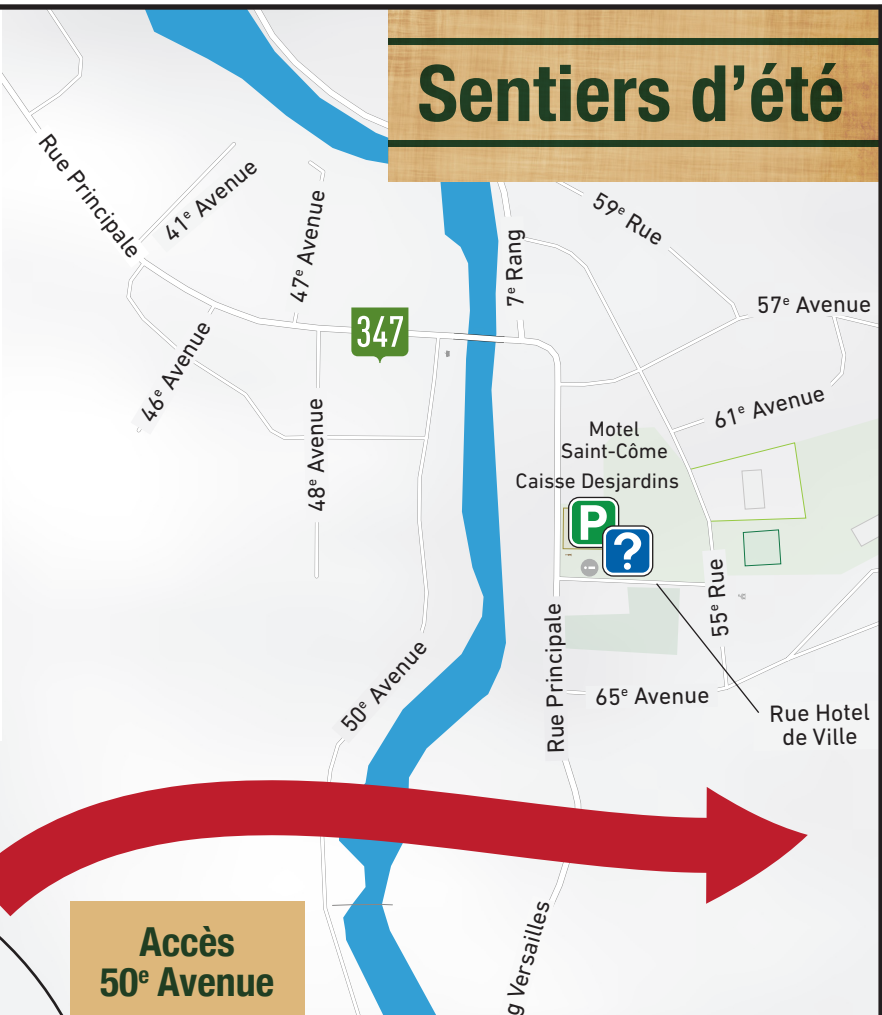 Sentiers d'été
Rue Principale
41e Avenue
47e Avenue
59e Rue
7e Rang
57e Avenue
347
46e Avenue
61e Avenue
48e Avenue
Motel
Saint-Côme
Caisse Desjardins
P
?
i
55e Rue
Rue Principale
50e Avenue
65e Avenue
Rue Hotel
de Ville
Accès
50e Avenue
g Versailles